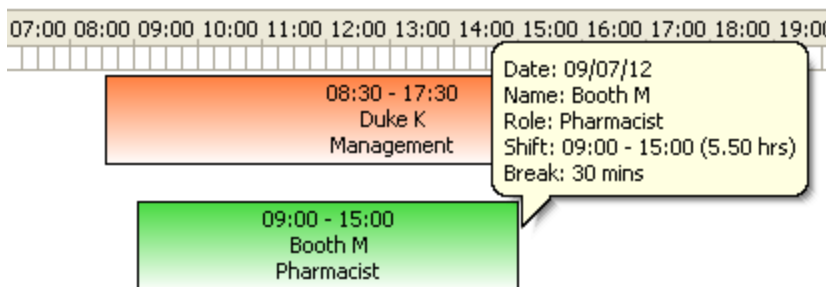 07:00 08:00 09:00 10:00 11:00 12:00 13:00 14:00 15:00 16:00 17:00 18:00 19:00
Date: 09/07/12
Name: Booth M
Role: Pharmacist
Shift: 09:00 - 15:00 (5.50 hrs)
Break: 30 mins
08:30 - 17:30
Duke K
Management
09:00 - 15:00
Booth M
Pharmacist